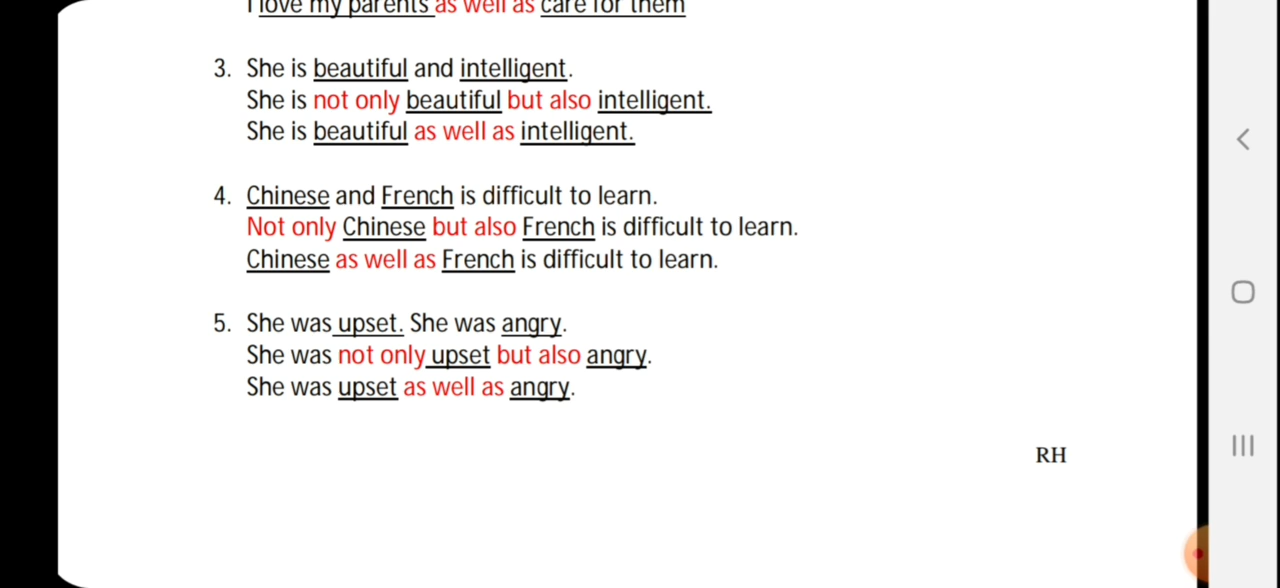 I love my parents as well as care for them
3. She is beautiful and intelligent.
She is not only beautiful but also intelligent.
She is beautiful as well as intelligent.
4. Chinese and French is difficult to learn.
Not only Chinese but also French is difficult to learn.
Chinese as well as French is difficult to learn.
5. She was upset. She was angry.
She was not only upset but also angry.
She was upset as well as angry.
RH